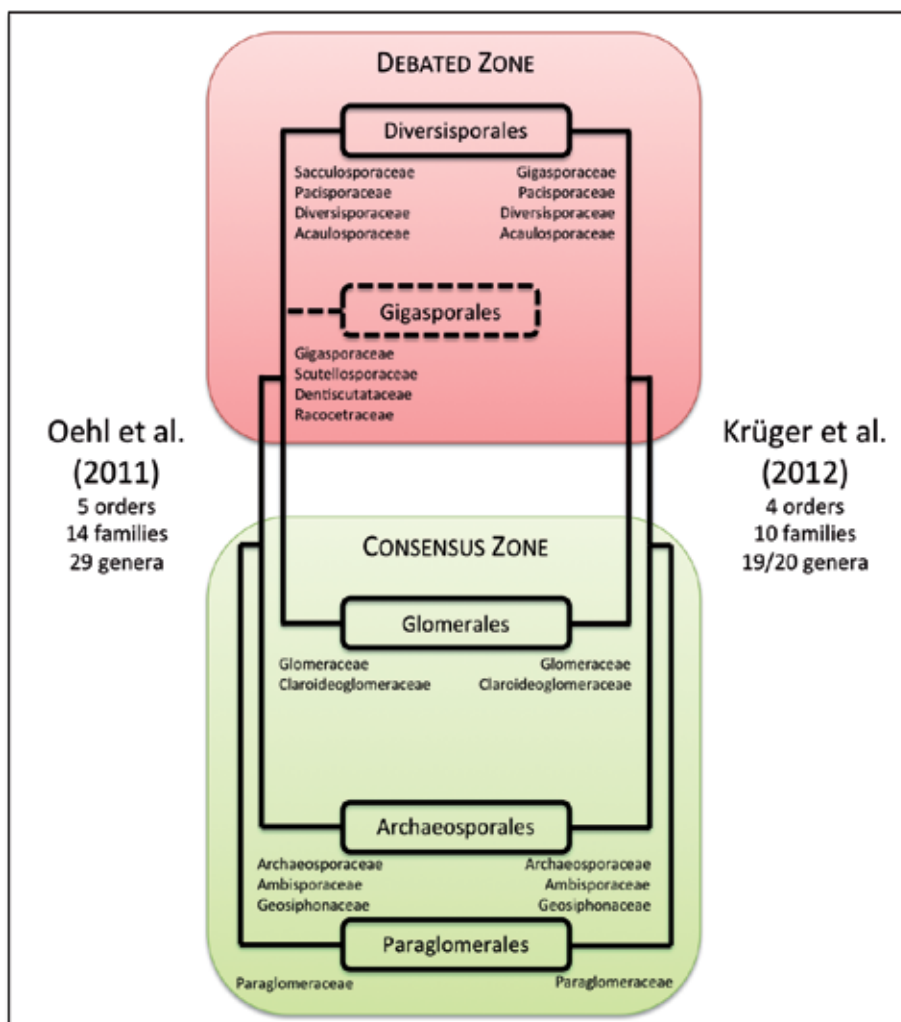 DEBATED ZONE
Diversisporales
Sacculosporaceae
Pacisporaceae
Diversisporaceae
Acaulosporaceae
Gigasporaceae
Pacisporaceae
Diversisporaceae
Acaulosporaceae
Gigasporales
Gigasporaceae
Scutellosporaceae
Dentiscutataceae
Racocetraceae
Oehl et al.
(2011)
5 orders
14 families
29 genera
Krüger et al.
(2012)
4 orders
10 families
19/20 genera
CONSENSUS ZONE
Glomerales
Glomeraceae
Claroideoglomeraceae
Glomeraceae
Claroideoglomeraceae
Archaeosporales
Archaeosporaceae
Ambisporaceae
Geosiphonaceae
Archaeosporaceae
Ambisporaceae
Geosiphonaceae
Paraglomerales
Paraglomeraceae
Paraglomeraceae